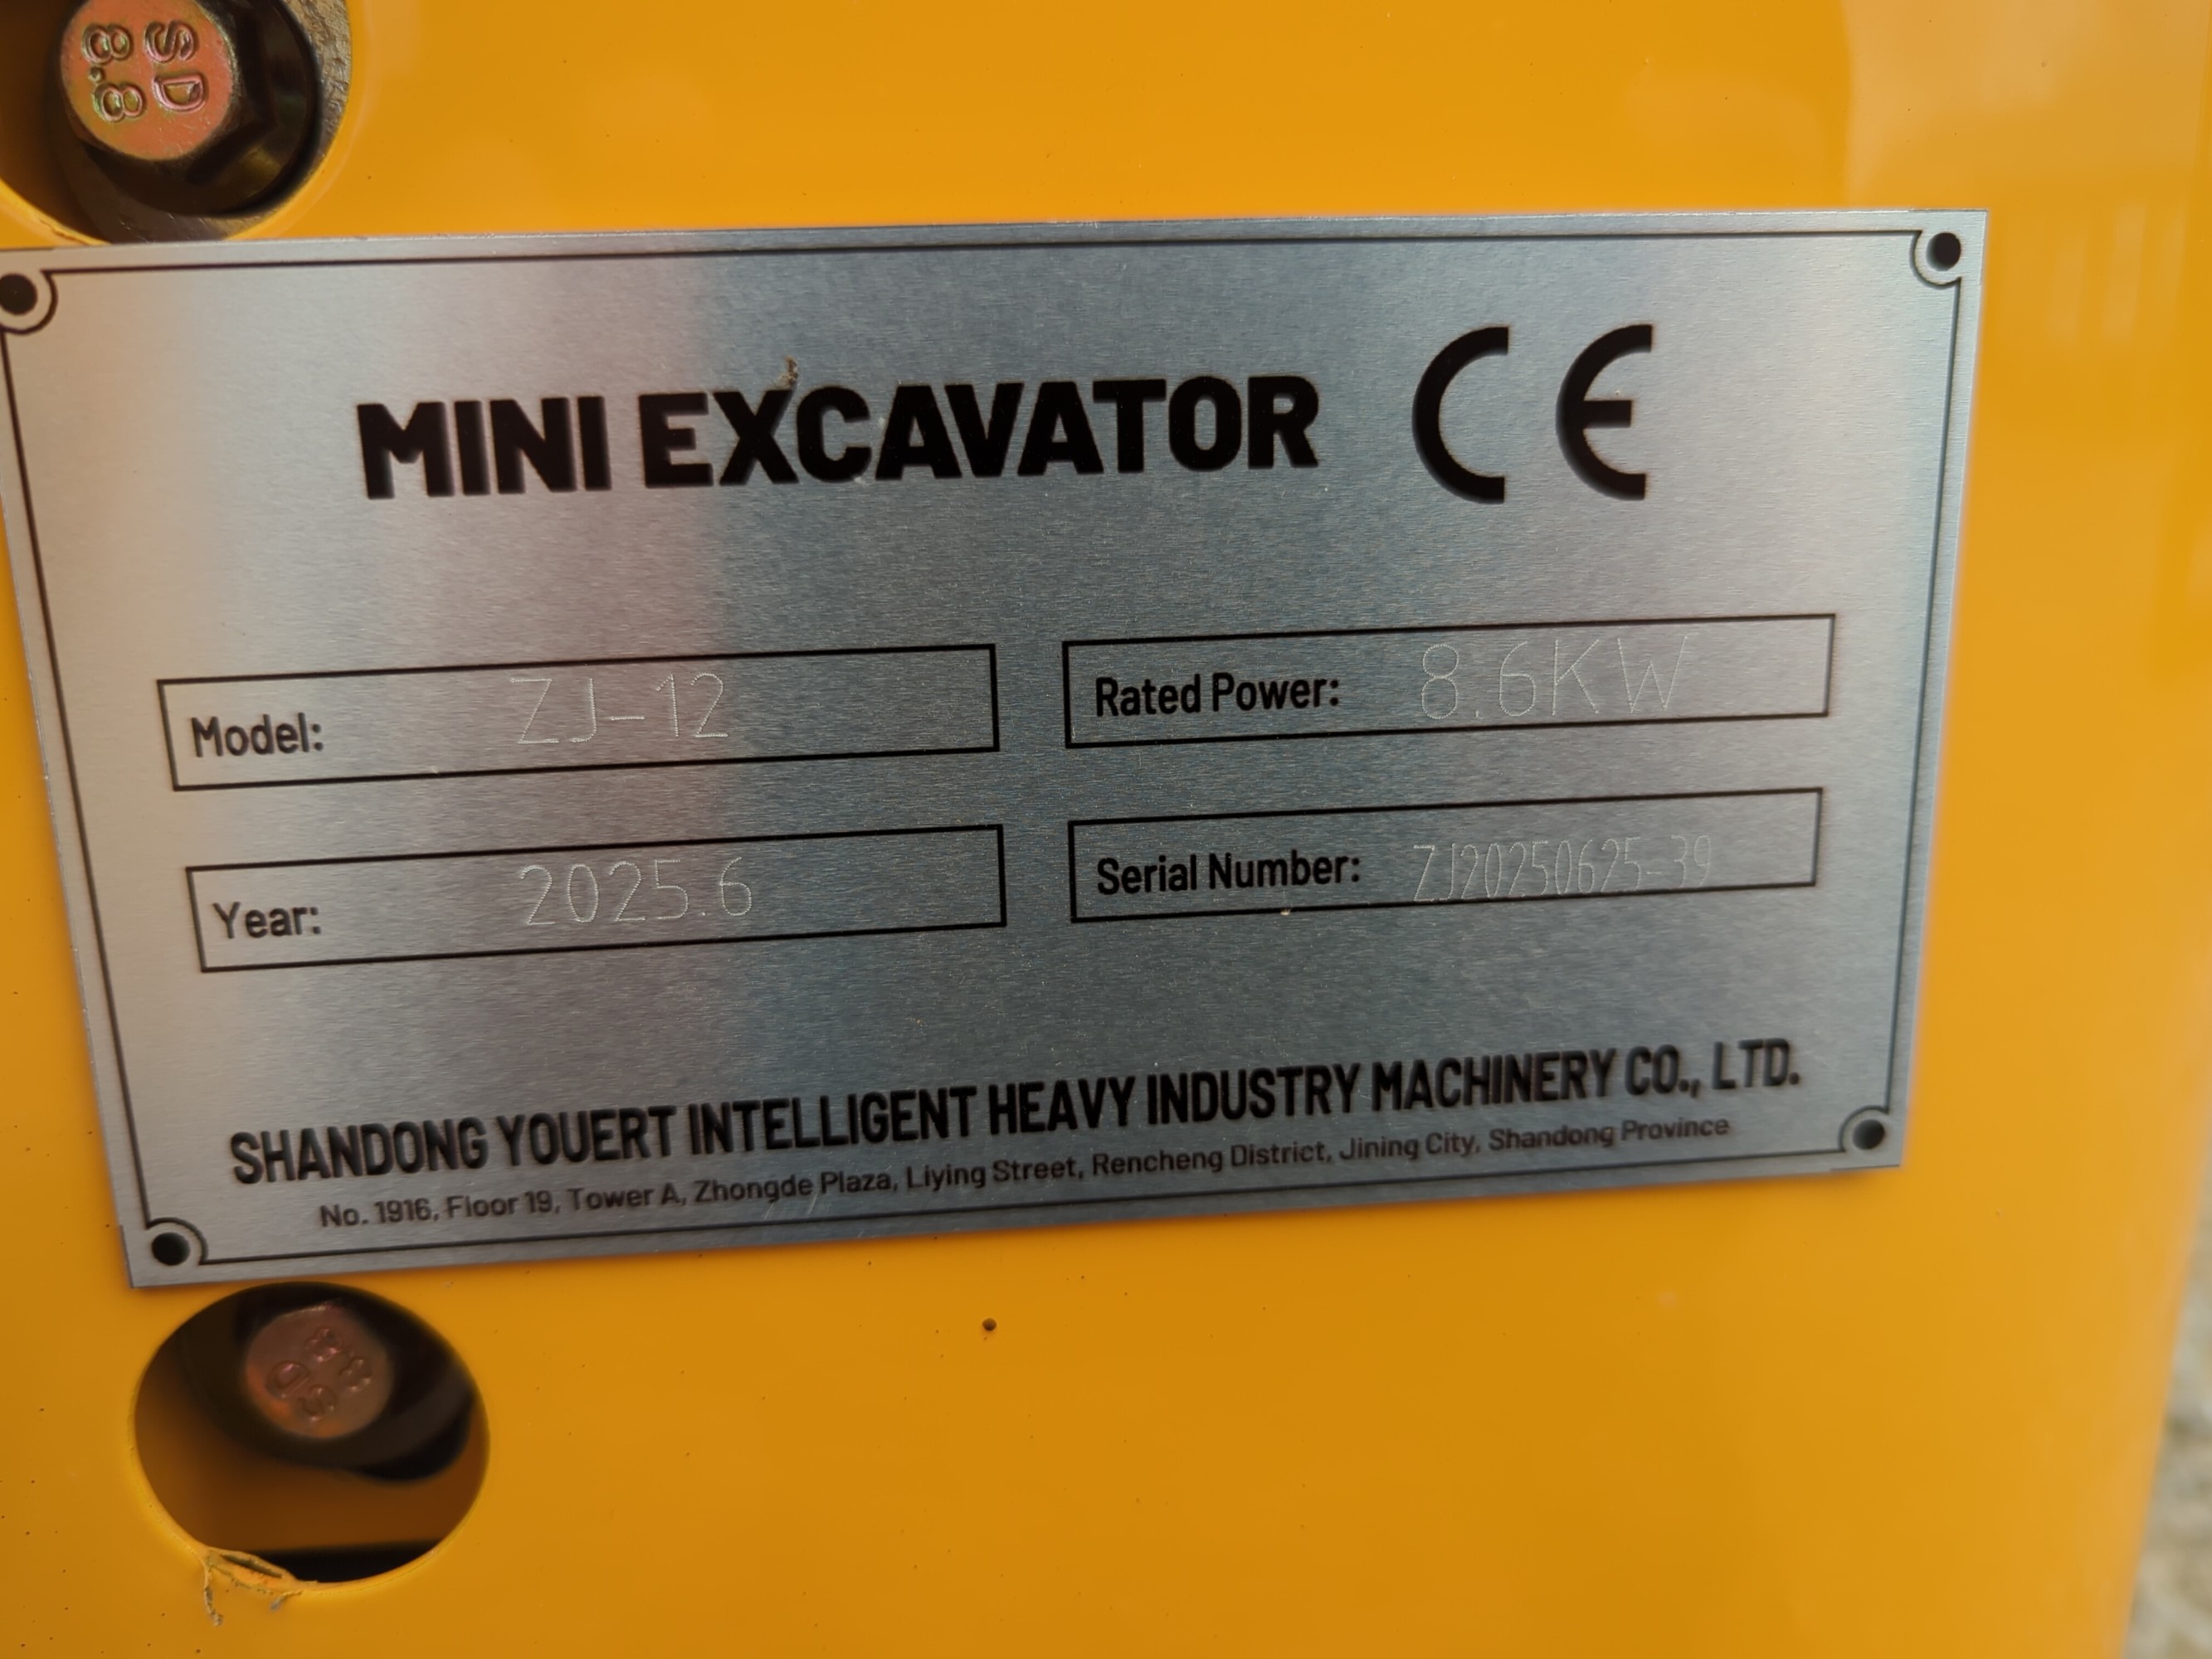 SD
8.8
MINI EXCAVATOR CE
Model: ZJ-12
Rated Power: 8.6KW
Year: 2025.6
Serial Number: ZJ20250625-39
SHANDONG YOUERT INTELLIGENT HEAVY INDUSTRY MACHINERY CO., LTD.
No. 1916, Floor 19, Tower A, Zhongde Plaza, Liying Street, Rencheng District, Jining City, Shandong Province
SD
8.8